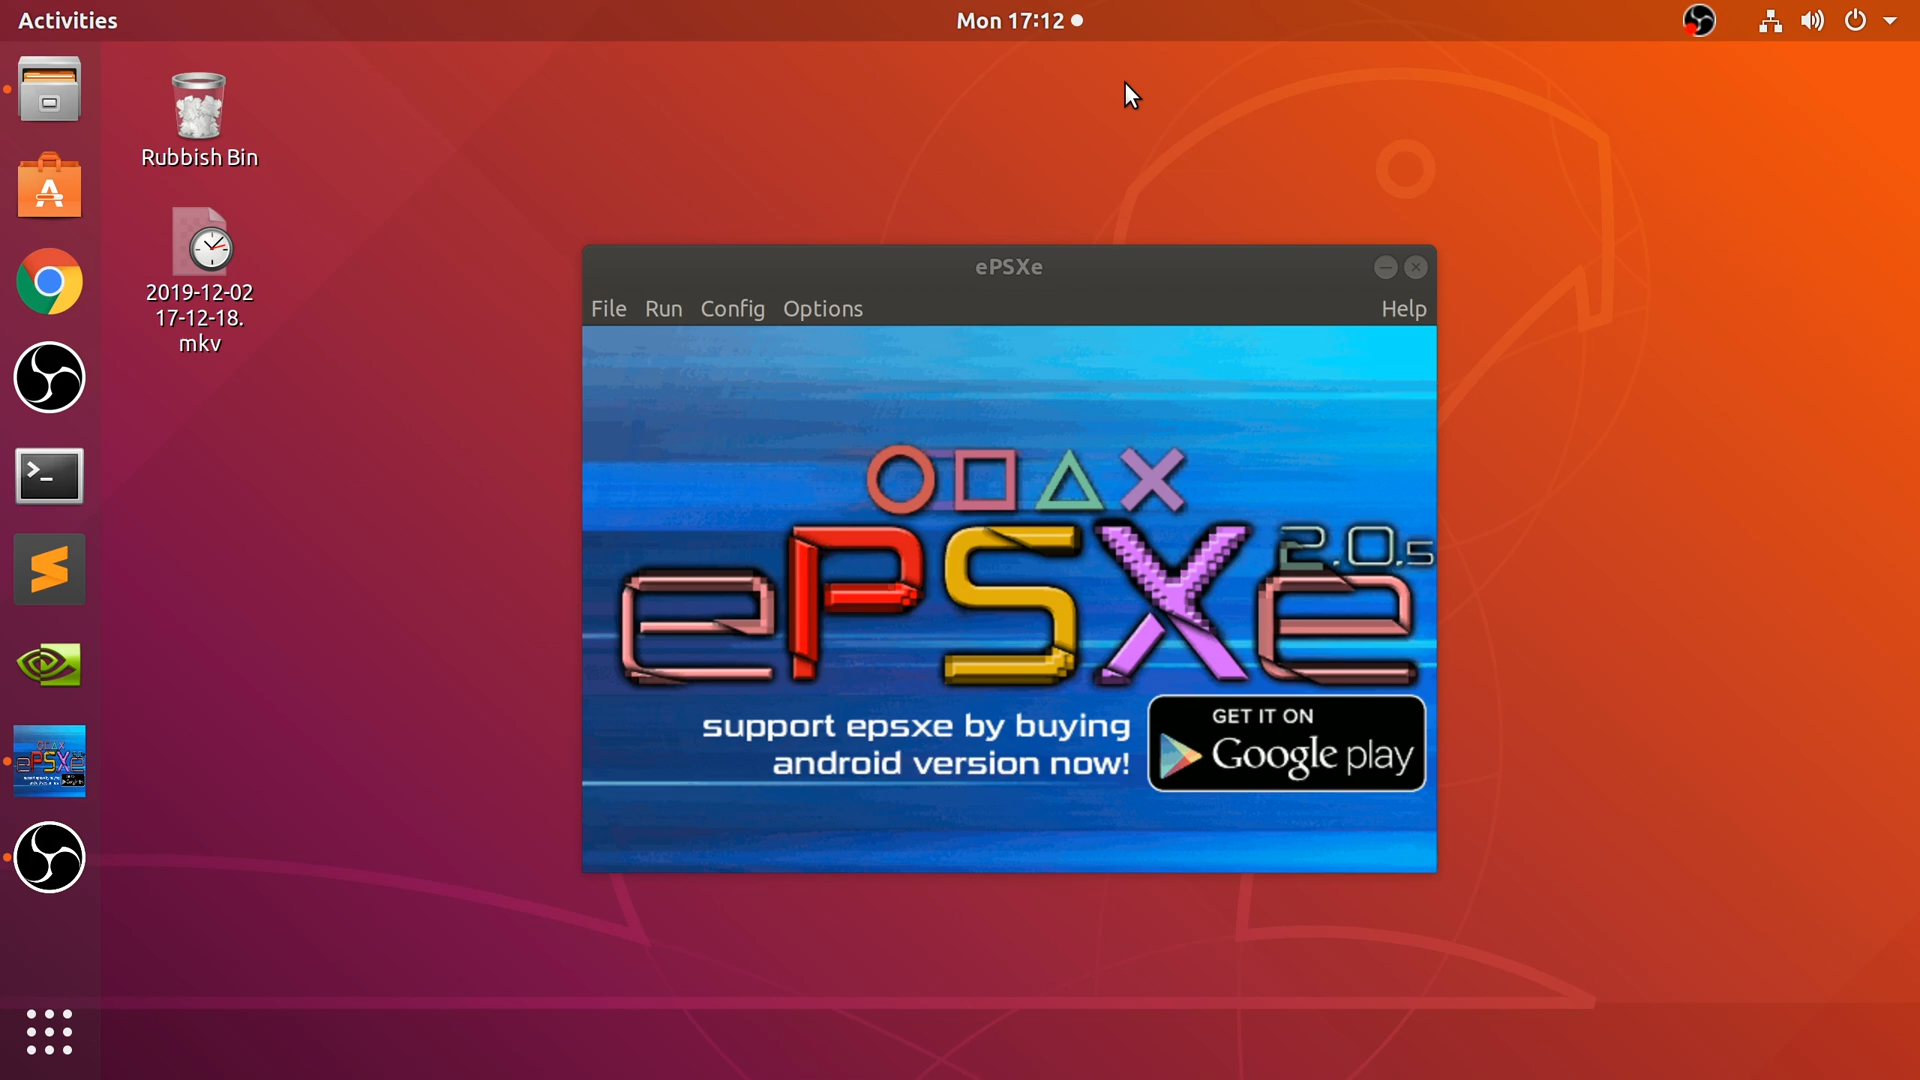 Activities
Mon 17:12
Rubbish Bin
2019-12-02
17-12-18.
mkv
ePSXe
File Run Config Options Help
ePSXe 2.0.5
support epsxe by buying
android version now!
GET IT ON
Google play